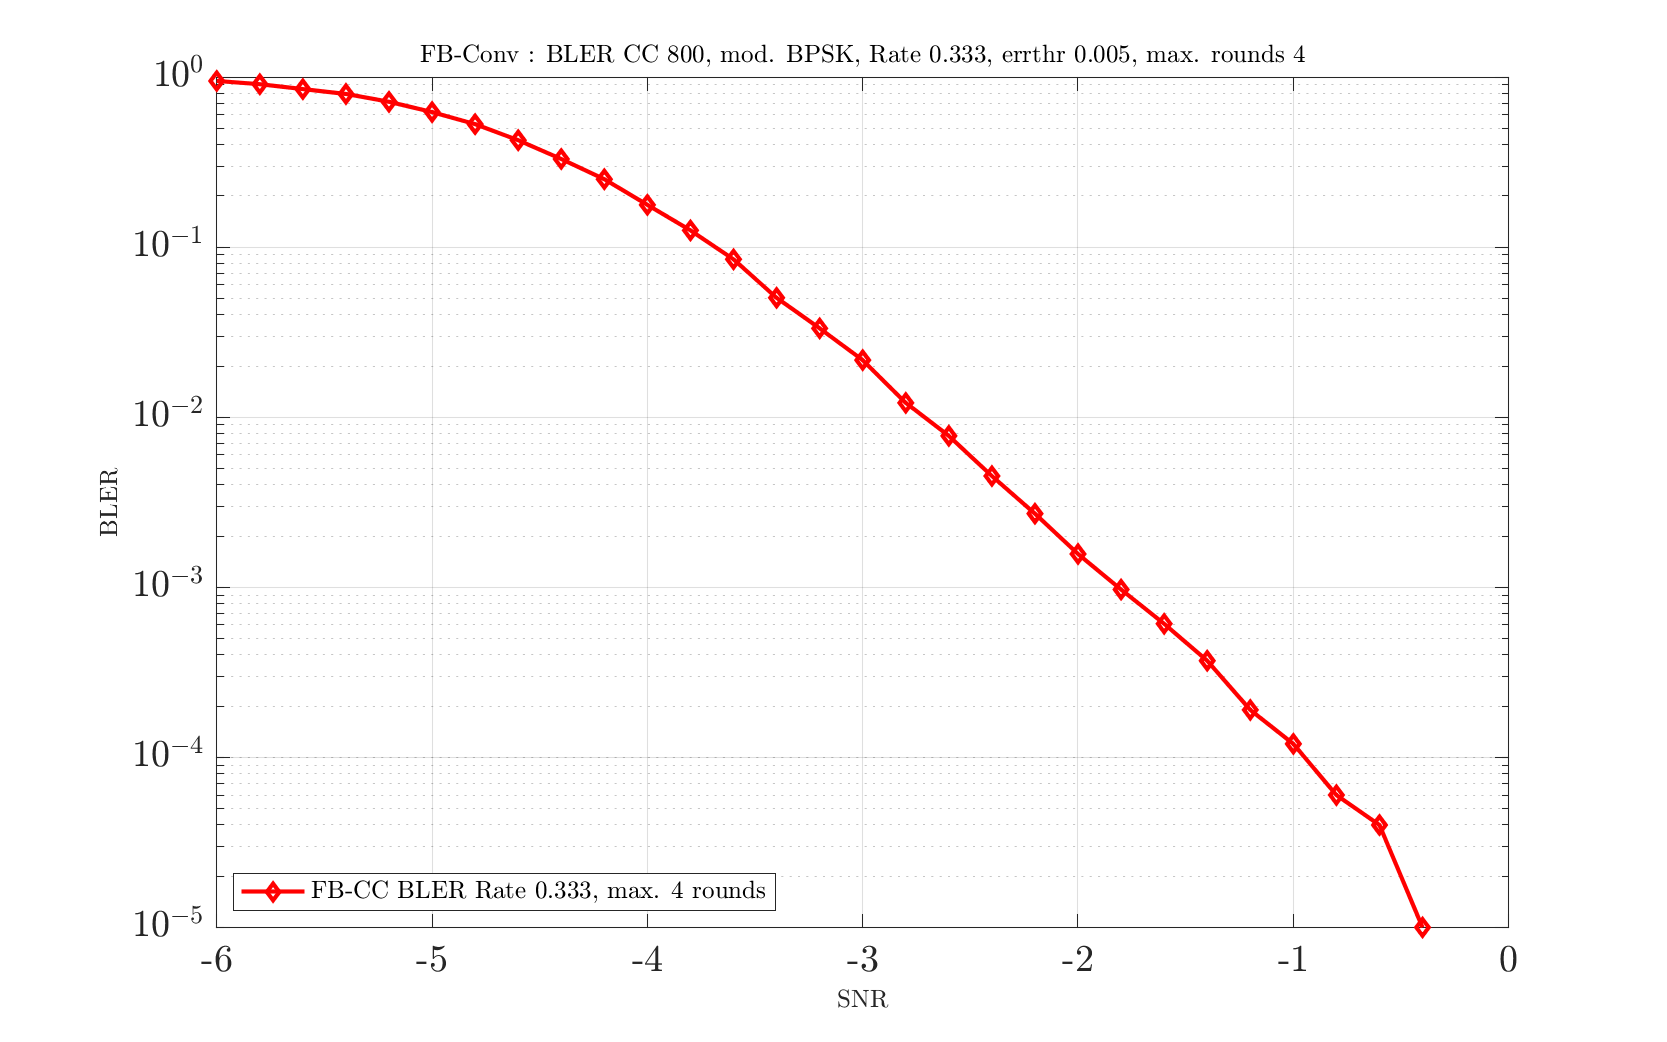 FB-Conv : BLER CC 800, mod. BPSK, Rate 0.333, errthr 0.005, max. rounds 4
10^0
10^-1
10^-2
10^-3
10^-4
10^-5
BLER
FB-CC BLER Rate 0.333, max. 4 rounds
-6 -5 -4 -3 -2 -1 0
SNR